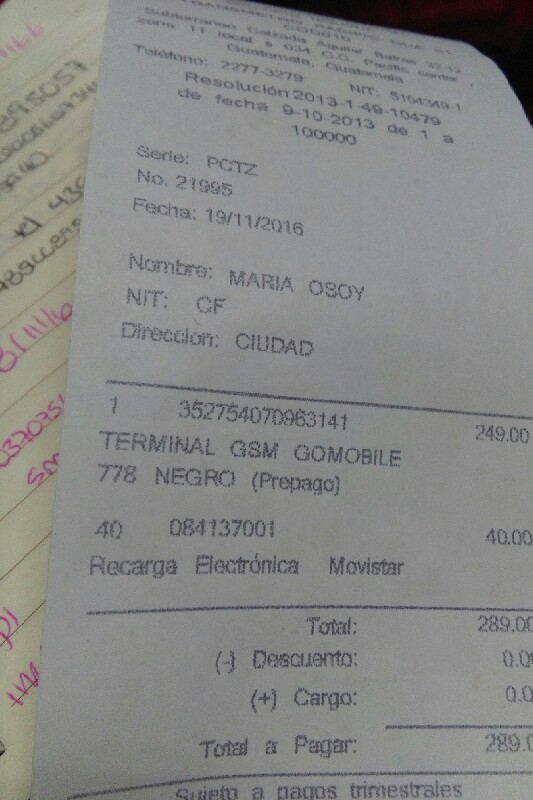 Subterraneo Calzada Aguilar Batres 32-12
zona 11 local e 034 C.C. Pacific center
Guatemala, Guatemala
Teléfono: 2277-3279 NIT: 5104349-1
Resolución 2013-1-49-10479
de fecha 9-10-2013 de 1 a
100000
Serie: PCTZ
No. 21995
Fecha: 19/11/2016
Nombre: MARIA OSOY
NIT: CF
Direccion: CIUDAD
1 352754070963141 249.00
TERMINAL GSM GOMOBILE
778 NEGRO (Prepago)
40 084137001 40.00
Recarga Electrónica Movistar
Total: 289.00
(-) Descuento: 0.0
(+) Cargo: 0.0
Total a Pagar: 289.0
Sujeto a pagos trimestrales